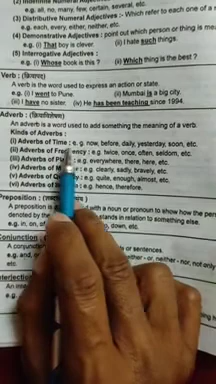 e.g. all, no, many, few, certain, several, etc.
(3) Distributive Numeral Adjectives :- Which refer to each one of a
e.g. each, every, either, neither, etc.
(4) Demonstrative Adjectives : point out which person or thing is
e.g. (i) That boy is clever. (ii) I hate such things.
(5) Interrogative Adjectives :
e.g. (i) Whose book is this ? (ii) Which thing is the best ?
Verb : (क्रियापद)
A verb is the word used to express an action or state.
e.g. (i) I went to Pune. (ii) Mumbai is a big city.
(iii) I have no sister. (iv) He has been teaching since 1994.
Adverb : (क्रियाविशेषण)
An adverb is a word used to add something the meaning of a verb.
Kinds of Adverbs :
(i) Adverbs of Time : e.g. now, before, daily, yesterday, soon, etc.
(ii) Adverbs of Frequency : e.g. twice, once, often, seldom, etc.
(iii) Adverbs of : e.g. everywhere, there, here, etc.
(iv) Adverbs of : e.g. clearly, sadly, bravely, etc.
(v) Adverbs of : e.g. quite, enough, almost, etc.
(vi) Adverbs of : e.g. hence, therefore.
Preposition :
A preposition is with a noun or pronoun to show how the
denoted by the stands in relation to something else.
e.g. in, on, down, etc.
Conjunction :
A conjunction or sentences.
e.g. and, or - or, neither - nor, not only
etc.
An
e.g.